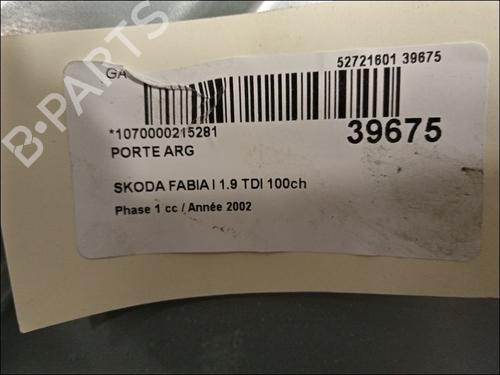 B-PARTS
GA
52721601 39675
*1070000215281
39675
PORTE ARG
SKODA FABIA I 1.9 TDI 100ch
Phase 1 cc / Année 2002